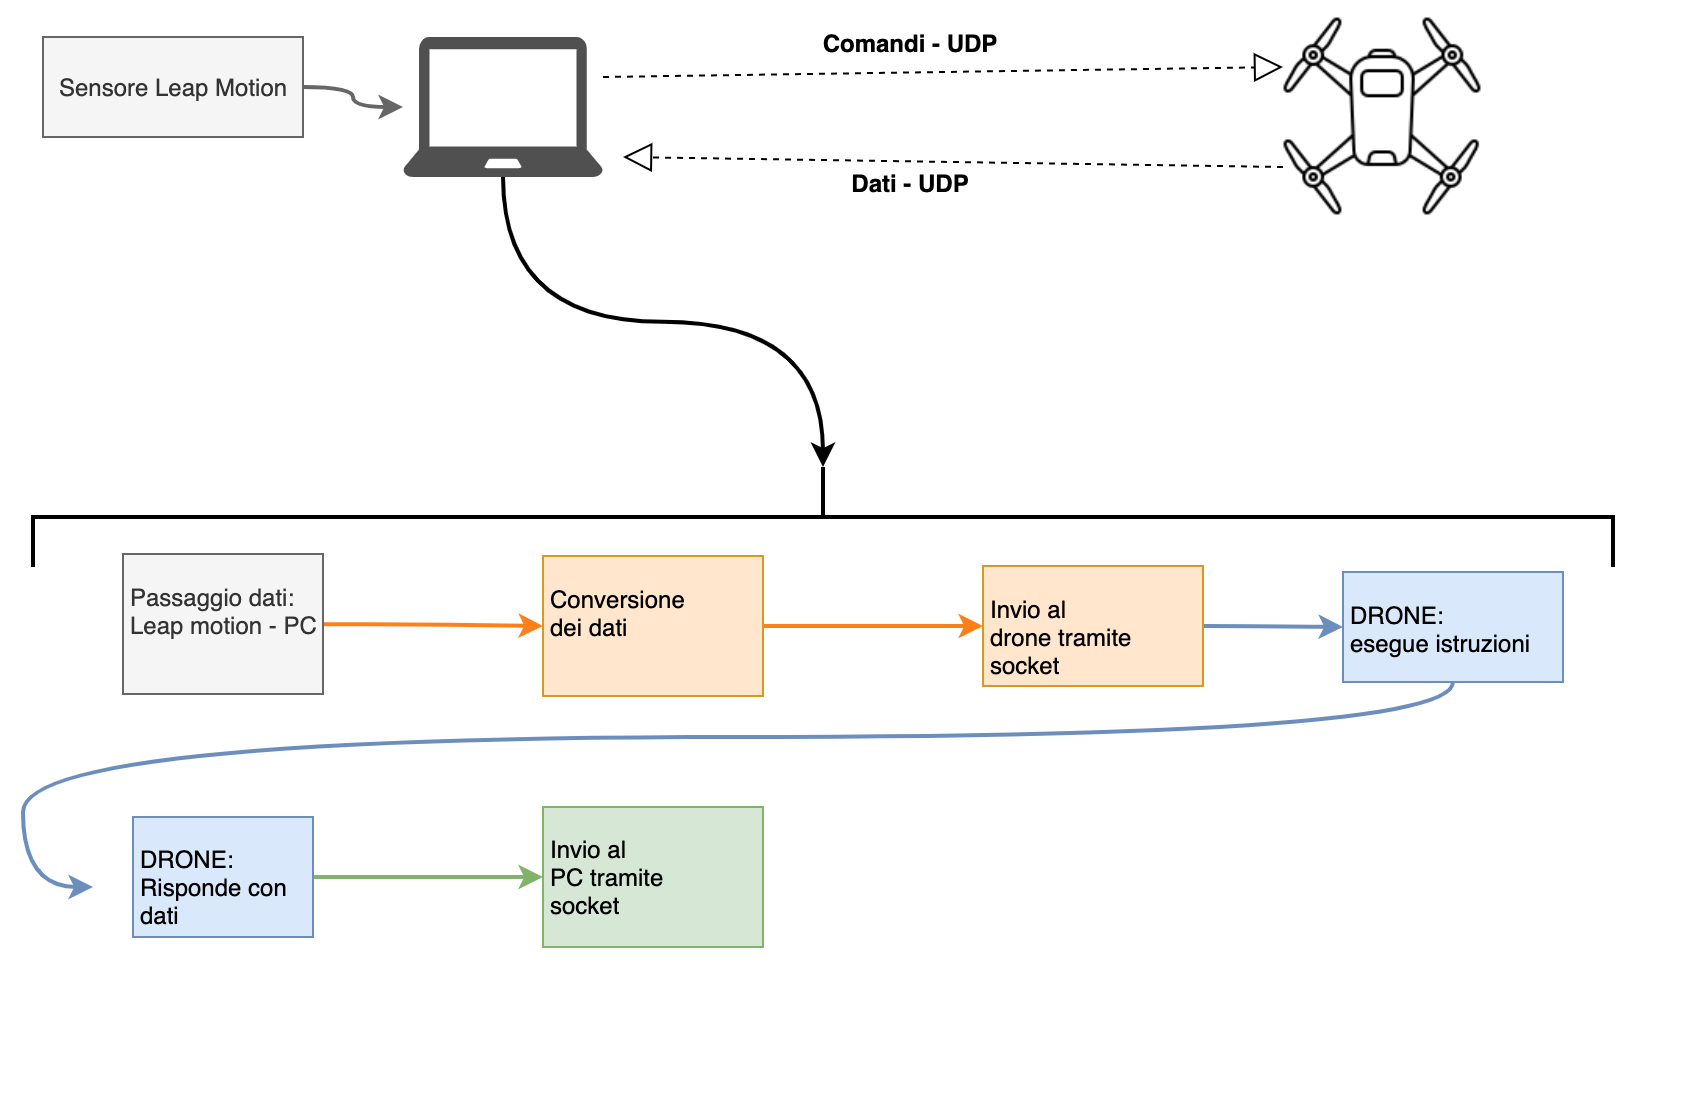 Sensore Leap Motion
Comandi - UDP
Dati - UDP
Passaggio dati:
Leap motion - PC
Conversione
dei dati
Invio al
drone tramite
socket
DRONE:
esegue istruzioni
DRONE:
Risponde con
dati
Invio al
PC tramite
socket